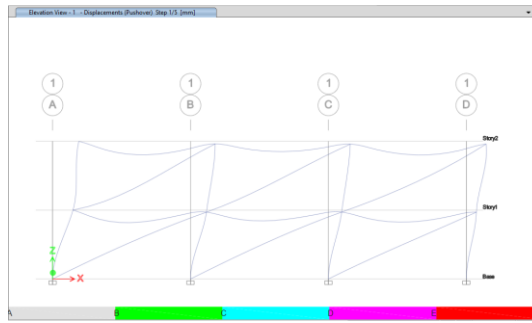 Elevation View - 1 - Displacements (Pushover) Step 1/5 [mm]
1 1 1 1
A B C D
Story2
Story1
Z
X
Base
A B C D E